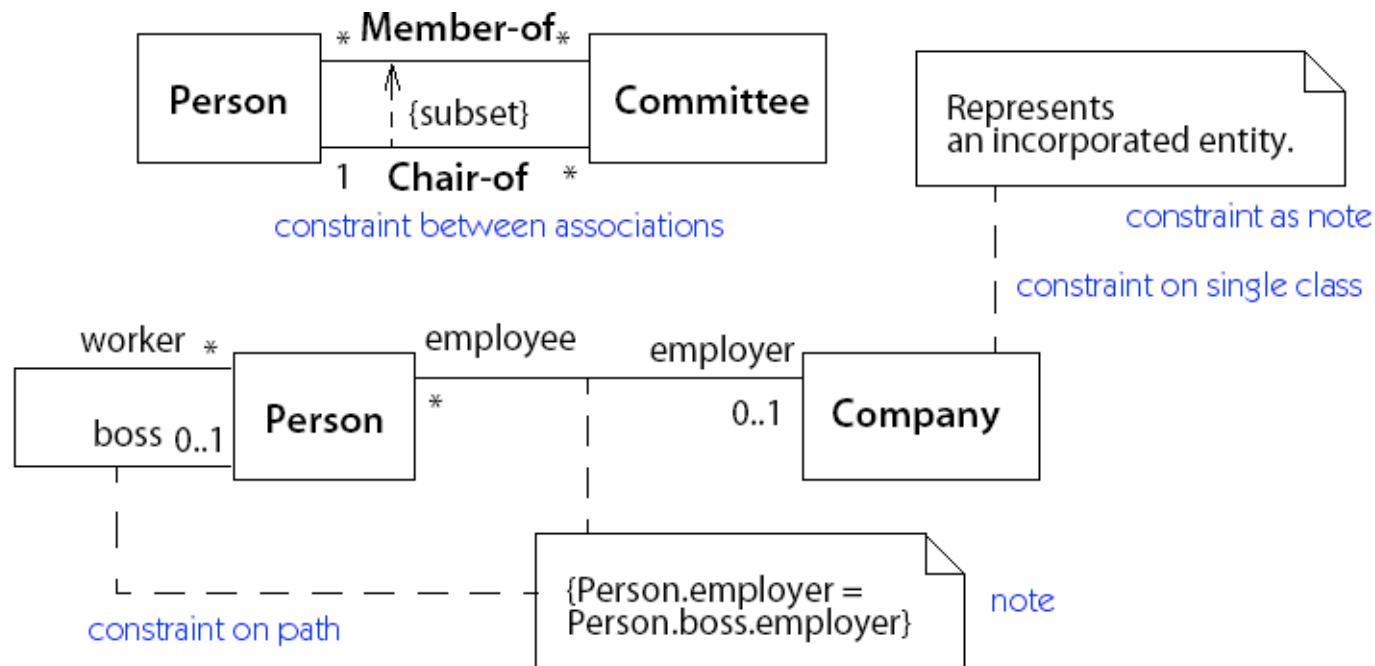 * Member-of *
Person
Committee
{subset}
1 Chair-of *
constraint between associations
Represents
an incorporated entity.
constraint as note
constraint on single class
worker *
employee
employer
boss 0..1
Person
*
0..1
Company
{Person.employer =
Person.boss.employer}
note
constraint on path